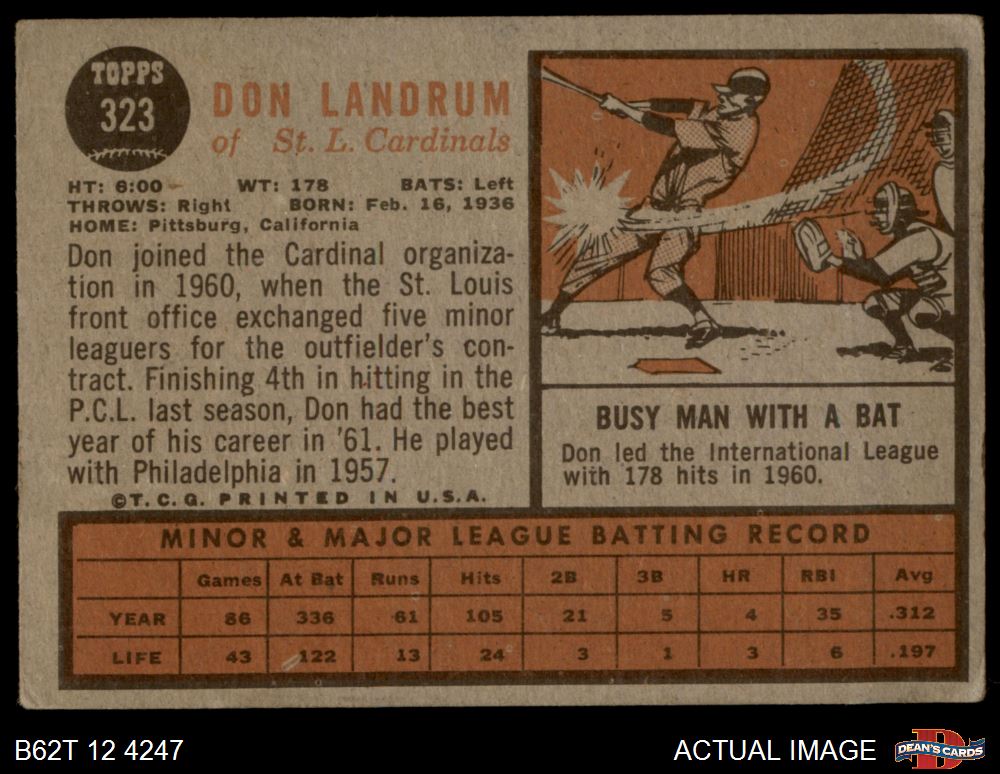 TOPPS
323
DON LANDRUM
of St. L. Cardinals
HT: 6:00 WT: 178 BATS: Left
THROWS: Right BORN: Feb. 16, 1936
HOME: Pittsburg, California
Don joined the Cardinal organiza-
tion in 1960, when the St. Louis
front office exchanged five minor
leaguers for the outfielder's con-
tract. Finishing 4th in hitting in the
P.C.L. last season, Don had the best
year of his career in '61. He played
with Philadelphia in 1957.
©T.C.G. PRINTED IN U.S.A.
BUSY MAN WITH A BAT
Don led the International League
with 178 hits in 1960.
MINOR & MAJOR LEAGUE BATTING RECORD
Games At Bat Runs Hits 2B 3B HR RBI Avg
YEAR 86 336 61 105 21 5 4 35 .312
LIFE 43 122 13 24 3 1 3 6 .197
B62T 12 4247
ACTUAL IMAGE
D
DEAN'S CARDS